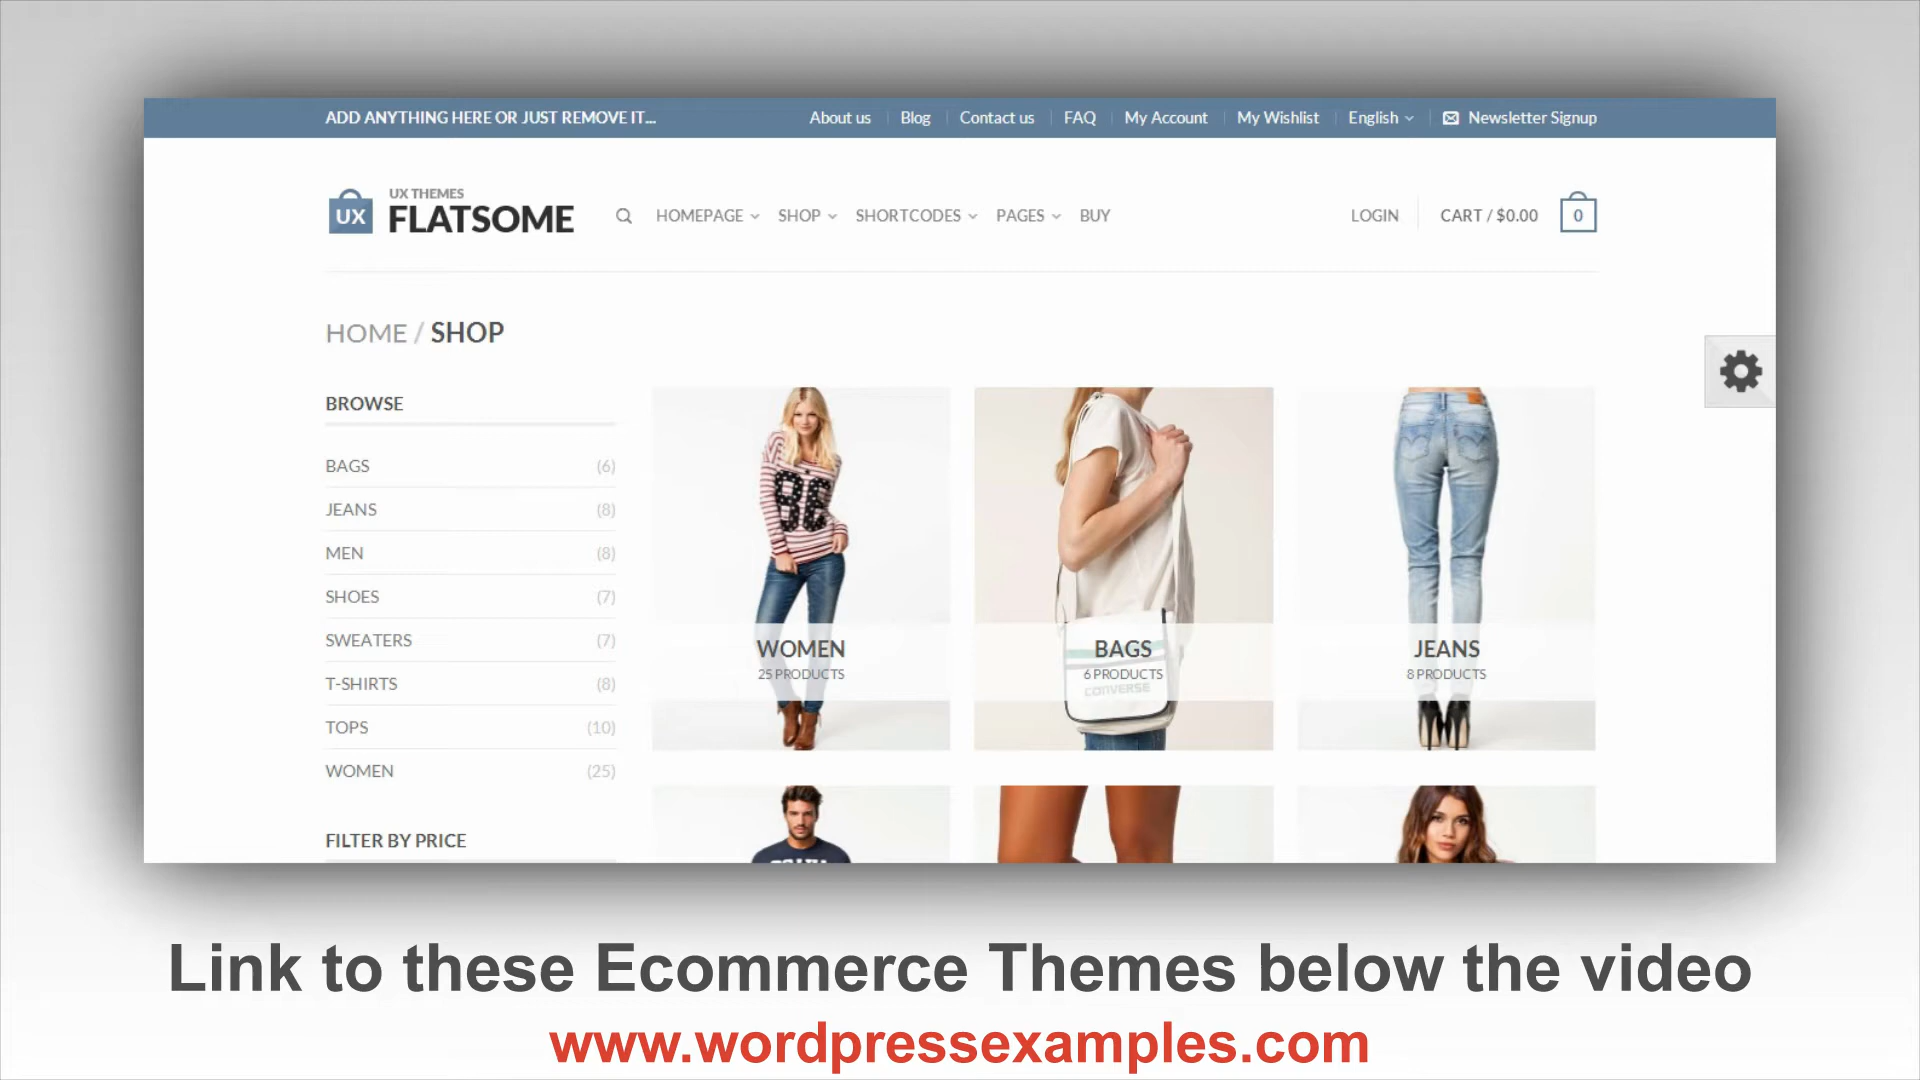 ADD ANYTHING HERE OR JUST REMOVE IT...
About us
Blog
Contact us
FAQ
My Account
My Wishlist
English
Newsletter Signup
UX
UX THEMES
FLATSOME
HOMEPAGE
SHOP
SHORTCODES
PAGES
BUY
LOGIN
CART / $0.00
0
HOME / SHOP
BROWSE
BAGS (6)
JEANS (8)
MEN (8)
SHOES (7)
SWEATERS (7)
T-SHIRTS (8)
TOPS (10)
WOMEN (25)
FILTER BY PRICE
WOMEN
25 PRODUCTS
BAGS
6 PRODUCTS
CONVERSE
JEANS
8 PRODUCTS
Link to these Ecommerce Themes below the video
www.wordpressexamples.com